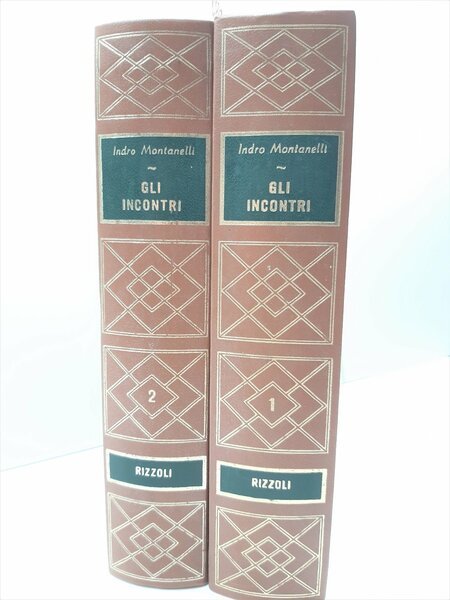 Indro Montanelli
~
GLI
INCONTRI
2
RIZZOLI
Indro Montanelli
~
GLI
INCONTRI
1
RIZZOLI